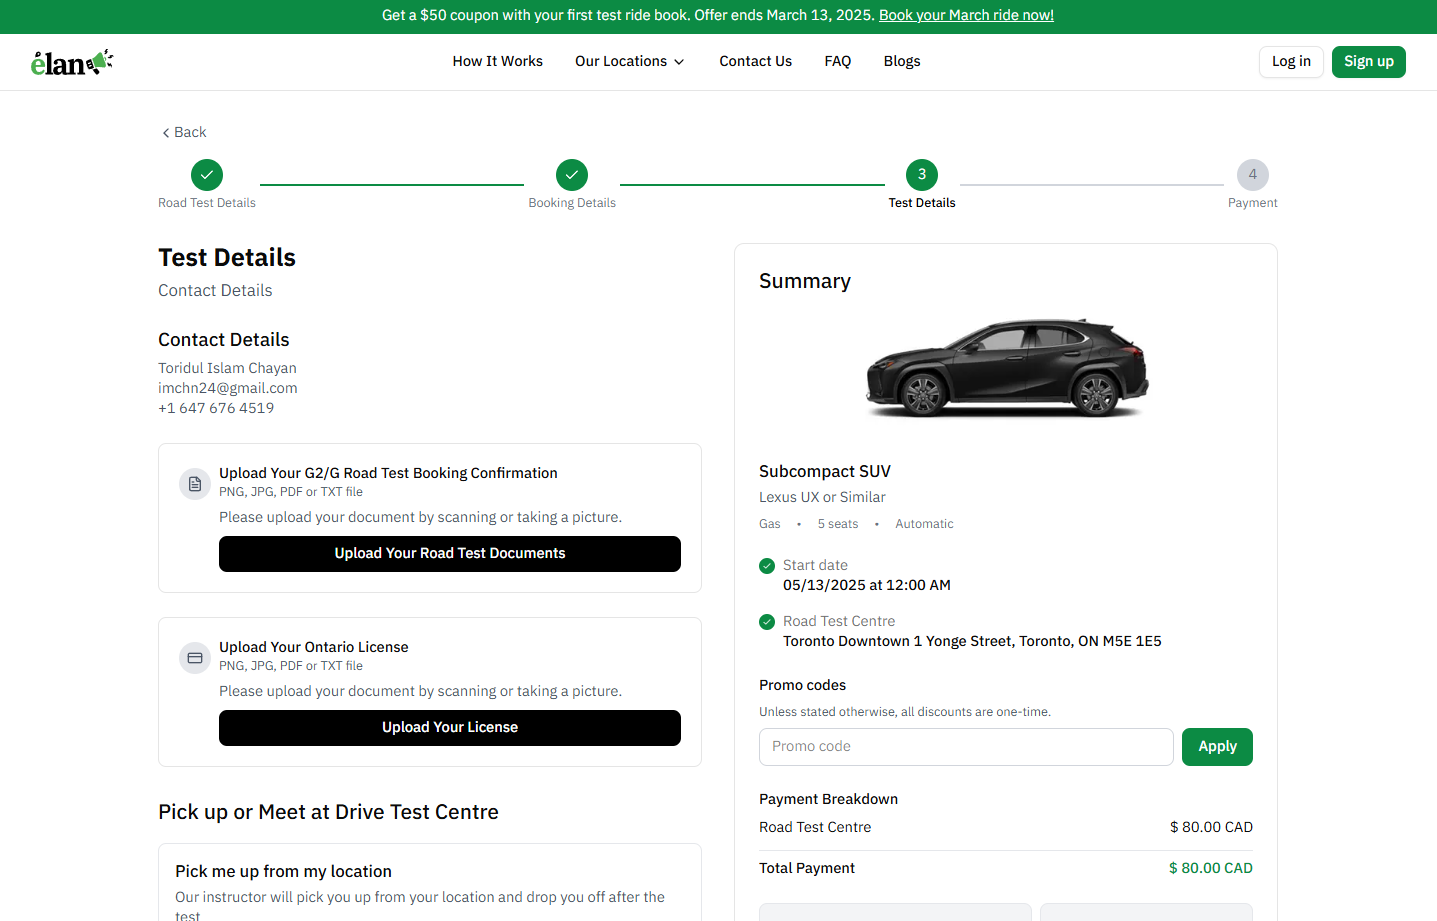 Get a $50 coupon with your first test ride book. Offer ends March 13, 2025. Book your March ride now!
élan
How It Works
Our Locations
Contact Us
FAQ
Blogs
Log in
Sign up
Back
Road Test Details
Booking Details
3
Test Details
4
Payment
Test Details
Contact Details
Contact Details
Toridul Islam Chayan
imchn24@gmail.com
+1 647 676 4519
Upload Your G2/G Road Test Booking Confirmation
PNG, JPG, PDF or TXT file
Please upload your document by scanning or taking a picture.
Upload Your Road Test Documents
Upload Your Ontario License
PNG, JPG, PDF or TXT file
Please upload your document by scanning or taking a picture.
Upload Your License
Pick up or Meet at Drive Test Centre
Pick me up from my location
Our instructor will pick you up from your location and drop you off after the
test
Summary
Subcompact SUV
Lexus UX or Similar
Gas • 5 seats • Automatic
Start date
05/13/2025 at 12:00 AM
Road Test Centre
Toronto Downtown 1 Yonge Street, Toronto, ON M5E 1E5
Promo codes
Unless stated otherwise, all discounts are one-time.
Promo code
Apply
Payment Breakdown
Road Test Centre $ 80.00 CAD
Total Payment $ 80.00 CAD